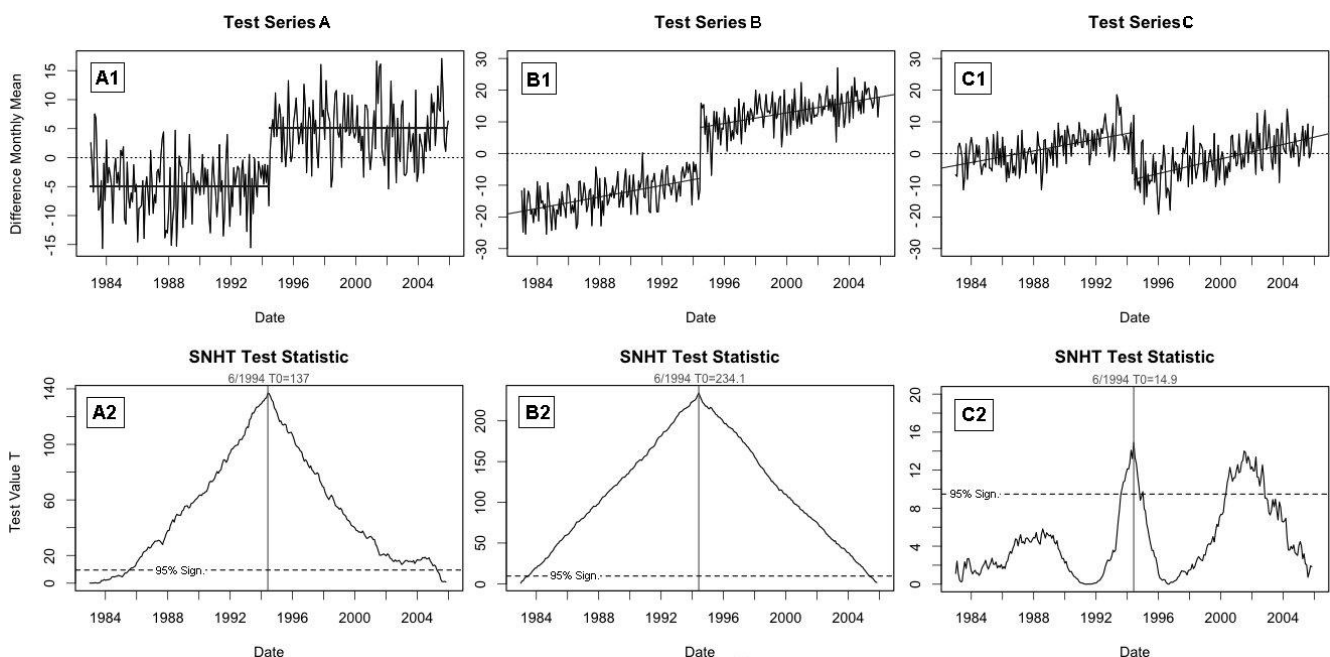 Test Series A
Test Series B
Test Series C
Difference Monthly Mean
15
10
5
0
-5
-10
-15
A1
1984
1988
1992
1996
2000
2004
Date
30
20
10
0
-10
-20
-30
B1
1984
1988
1992
1996
2000
2004
Date
30
20
10
0
-10
-20
-30
C1
1984
1988
1992
1996
2000
2004
Date
SNHT Test Statistic
6/1994 T0=137
Test Value T
140
100
60
20
0
A2
95% Sign.
1984
1988
1992
1996
2000
2004
Date
SNHT Test Statistic
6/1994 T0=234.1
200
150
100
50
0
B2
95% Sign.
1984
1988
1992
1996
2000
2004
Date
SNHT Test Statistic
6/1994 T0=14.9
20
16
12
8
4
0
C2
95% Sign.
1984
1988
1992
1996
2000
2004
Date